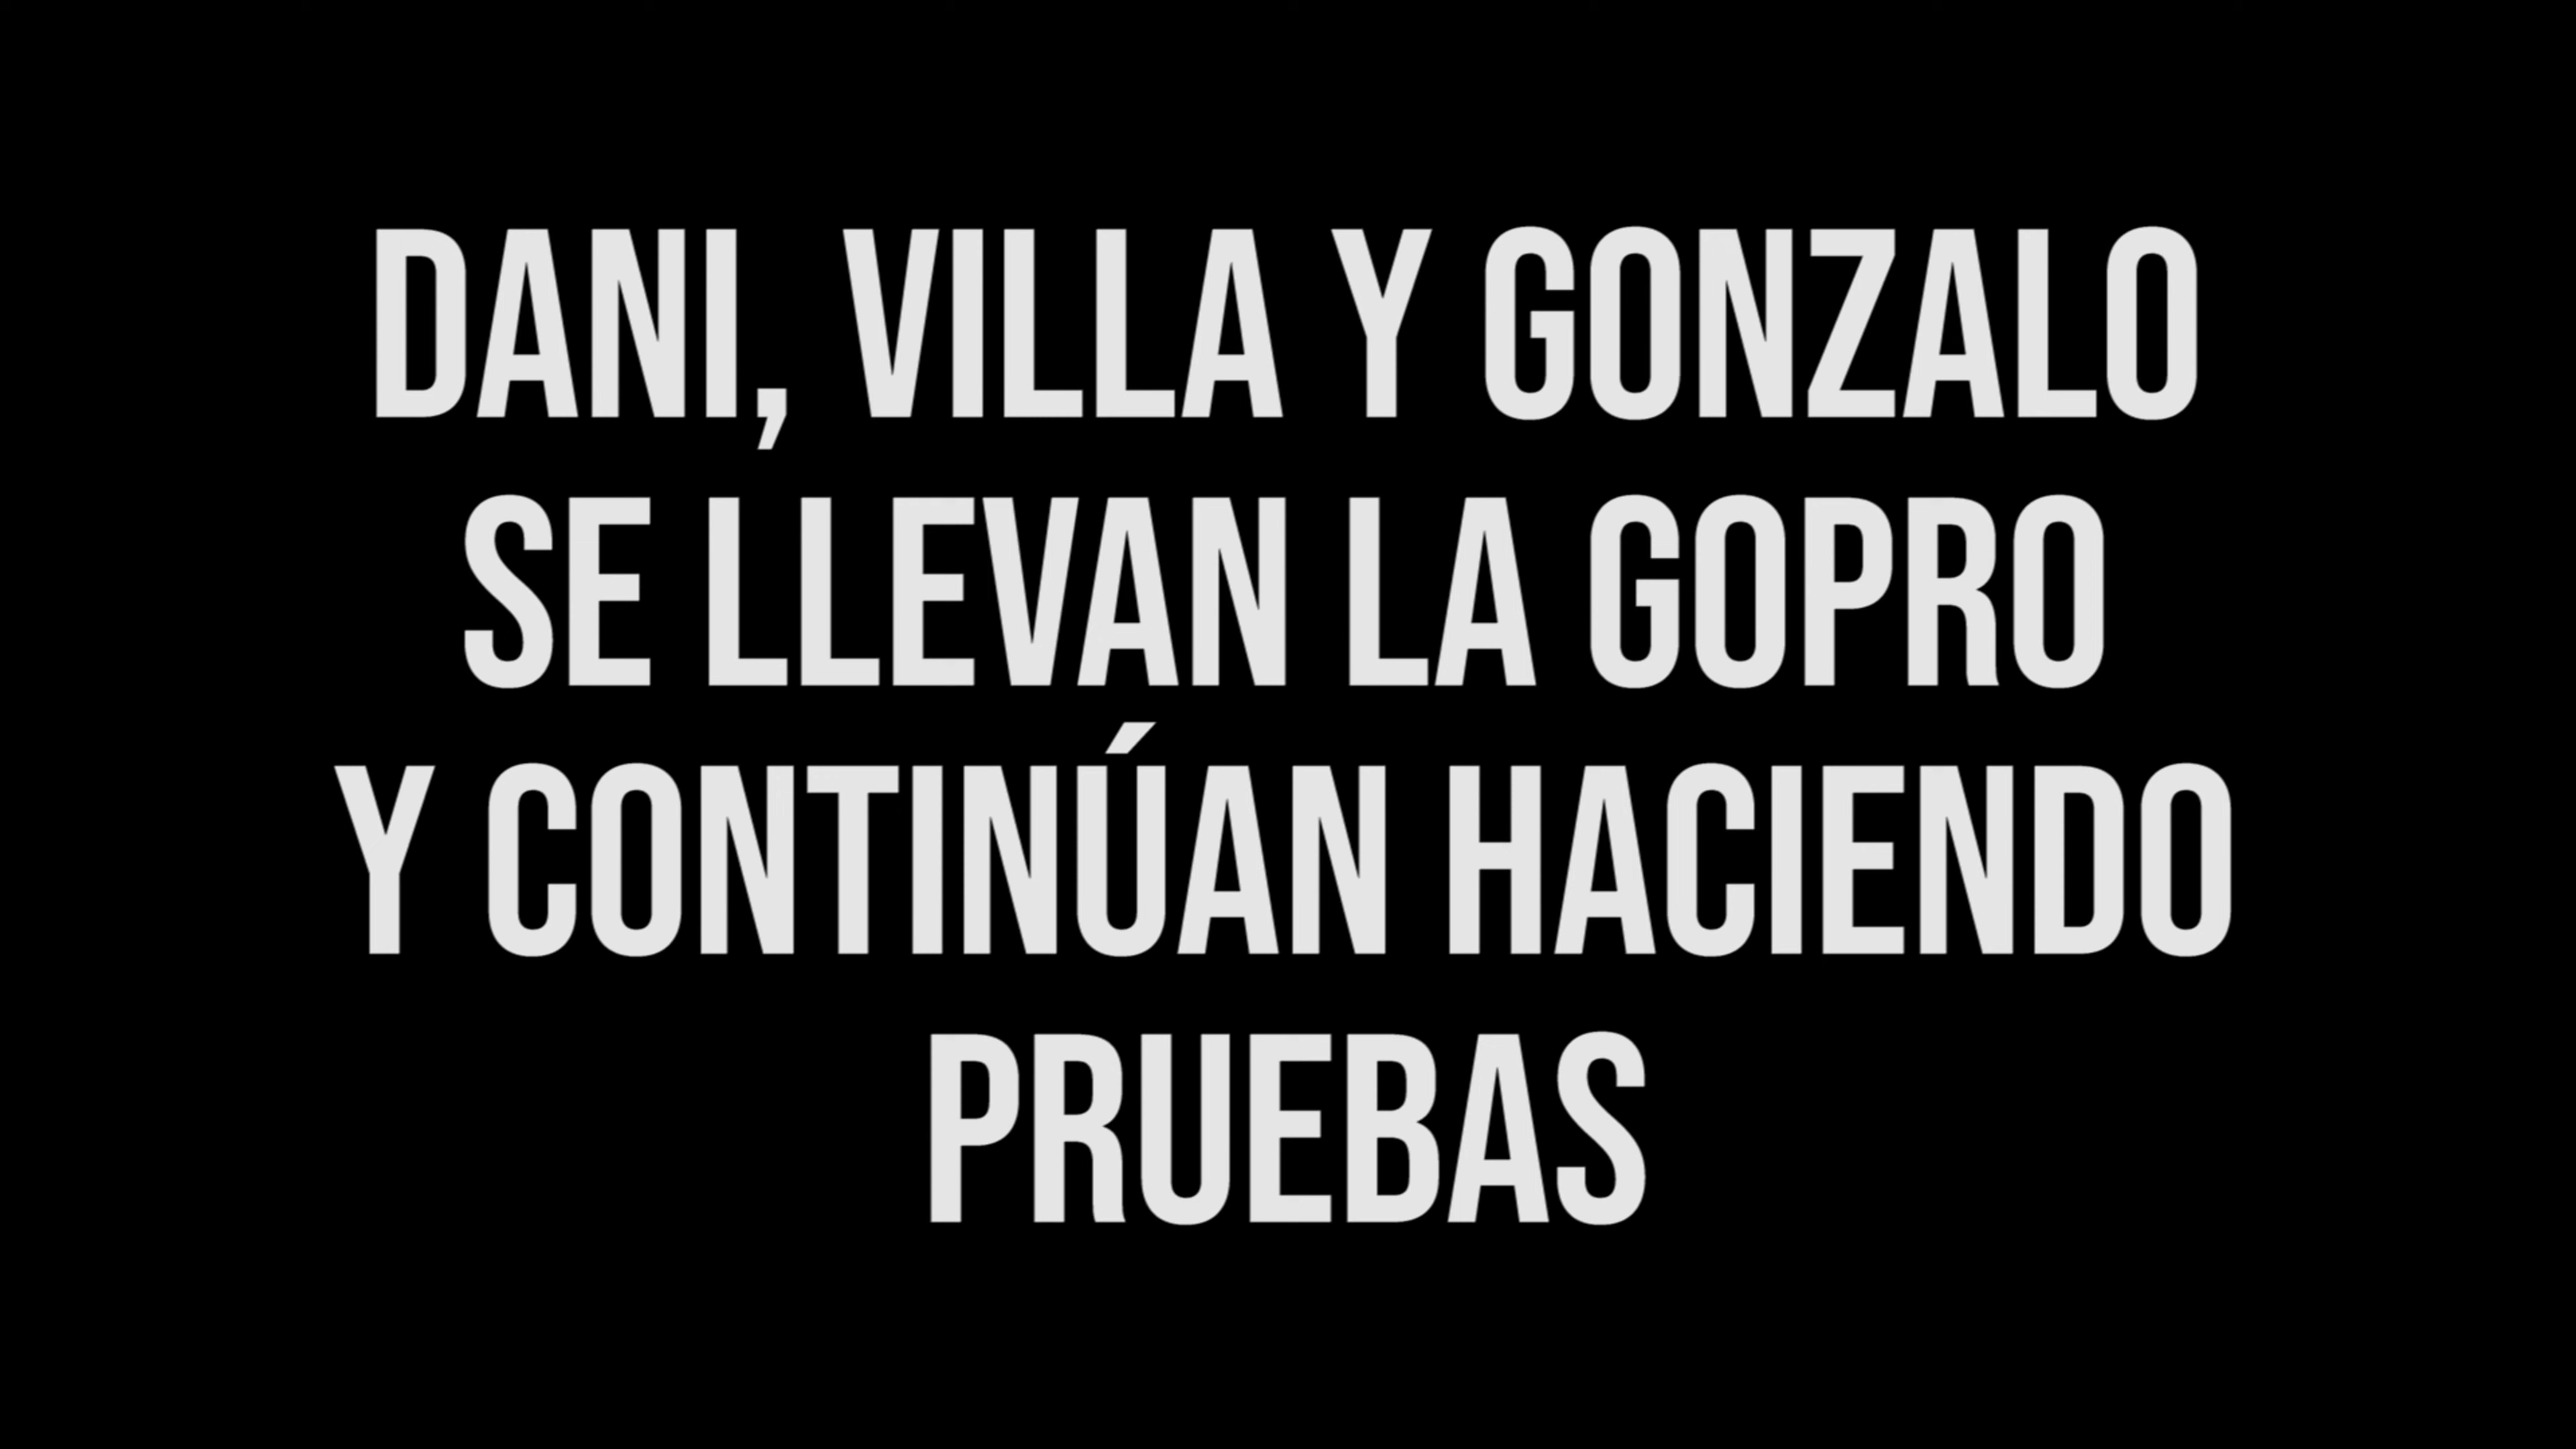 DANI, VILLA Y GONZALO
SE LLEVAN LA GOPRO
Y CONTINÚAN HACIENDO
PRUEBAS